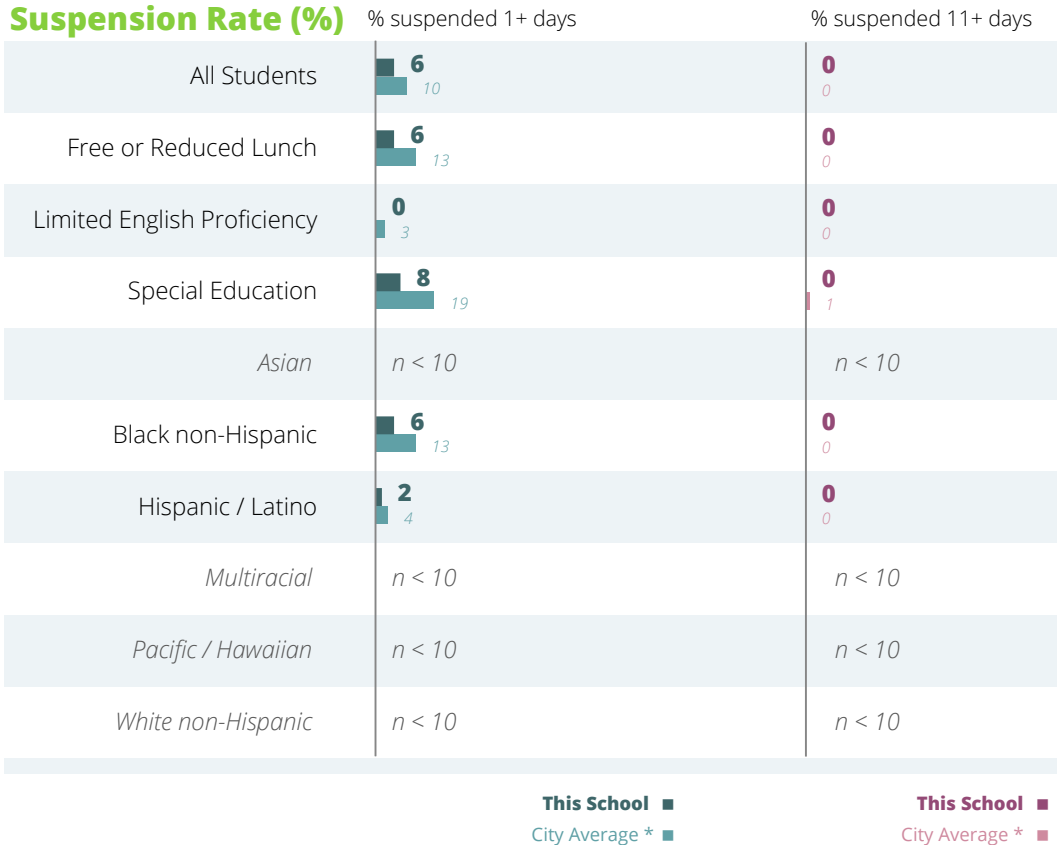 Suspension Rate (%) % suspended 1+ days % suspended 11+ days
All Students 6 0
10 0
Free or Reduced Lunch 6 0
13 0
Limited English Proficiency 0 0
3 0
Special Education 8 0
19 1
Asian n < 10 n < 10
Black non-Hispanic 6 0
13 0
Hispanic / Latino 2 0
4 0
Multiracial n < 10 n < 10
Pacific / Hawaiian n < 10 n < 10
White non-Hispanic n < 10 n < 10
This School This School
City Average * City Average *